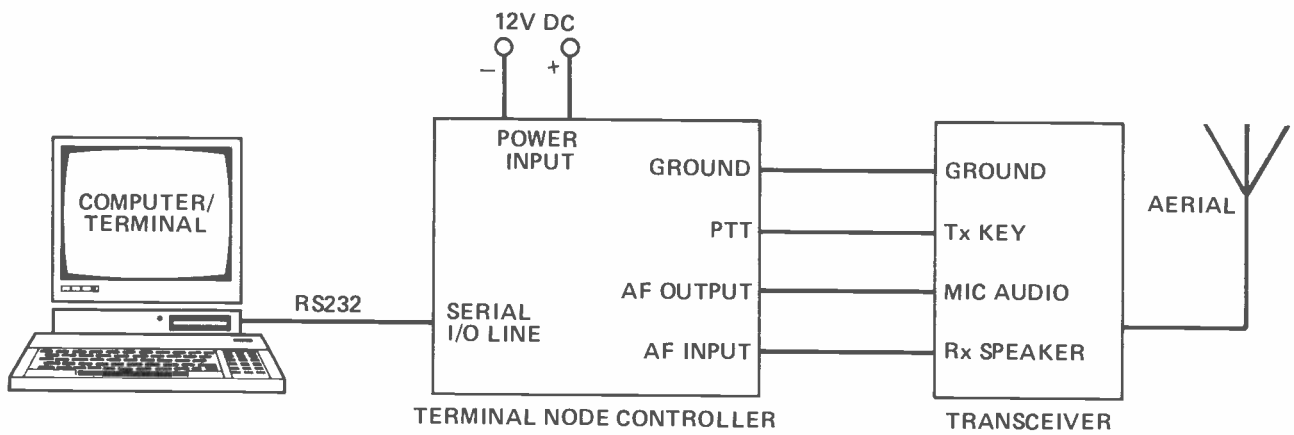 12V DC
− +
POWER
INPUT
COMPUTER/
TERMINAL
RS232
SERIAL
I/O LINE
GROUND
PTT
AF OUTPUT
AF INPUT
TERMINAL NODE CONTROLLER
GROUND
Tx KEY
MIC AUDIO
Rx SPEAKER
TRANSCEIVER
AERIAL